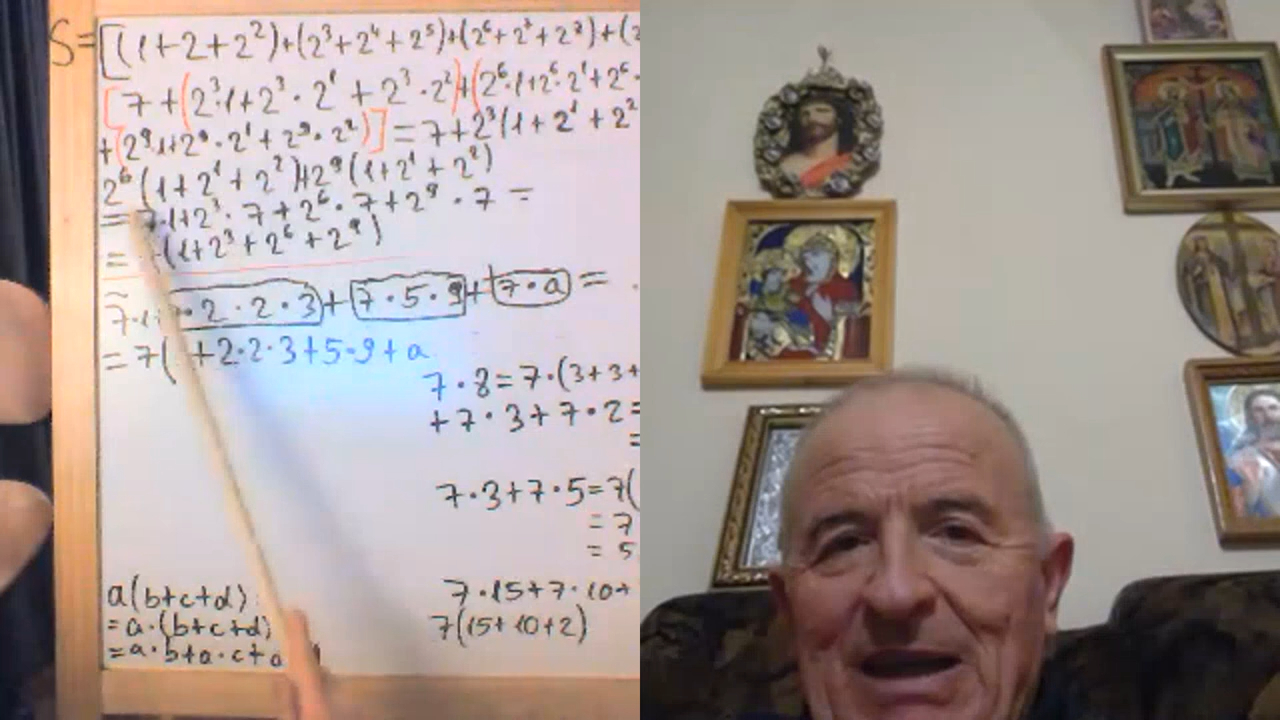 S=[(1+2+2²)+(2³+2⁴+2⁵)+(2⁶+2⁷+2⁸)+(2
[7+(2³·1+2³·2¹+2³·2²)+(2⁶·1+2⁶·2¹+2⁶·
+(2⁹·1+2⁹·2¹+2⁹·2²)]=7+2³(1+2¹+2²
2⁶(1+2¹+2²)+2⁹(1+2¹+2²)
=7·1+2³·7+2⁶·7+2⁹·7=
=(1+2³+2⁶+2⁹)
7·1+7·2·2·3+7·5·9+7·a=
=7(+2·2·3+5·9+a
7·8=7·(3+3+
+7·3+7·2=
=
7·3+7·5=7(
=7
=5
7·15+7·10+
7(15+10+2)
a(b+c+d)
=a·(b+c+d)
=a·b+a·c+a